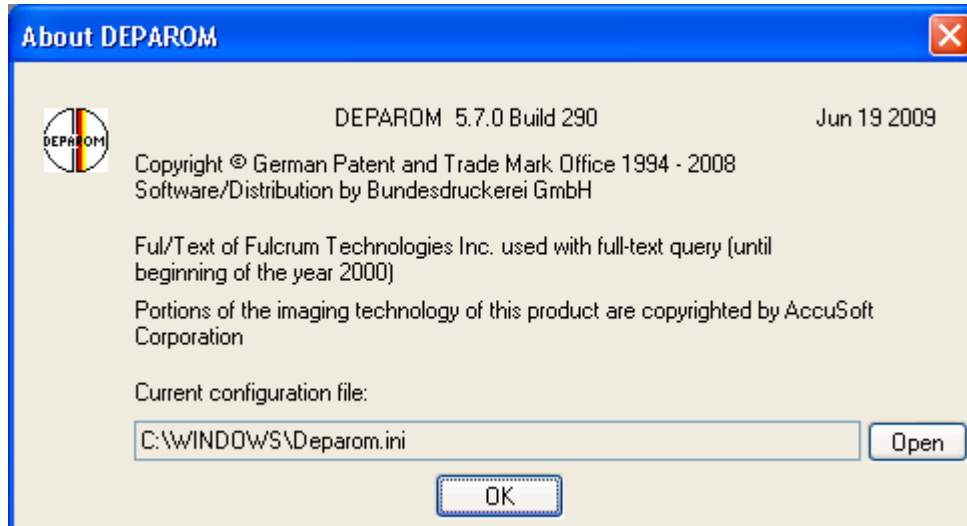 About DEPAROM
DEPAROM
DEPAROM 5.7.0 Build 290 Jun 19 2009
Copyright © German Patent and Trade Mark Office 1994 - 2008
Software/Distribution by Bundesdruckerei GmbH
Ful/Text of Fulcrum Technologies Inc. used with full-text query (until
beginning of the year 2000)
Portions of the imaging technology of this product are copyrighted by AccuSoft
Corporation
Current configuration file:
C:\WINDOWS\Deparom.ini Open
OK